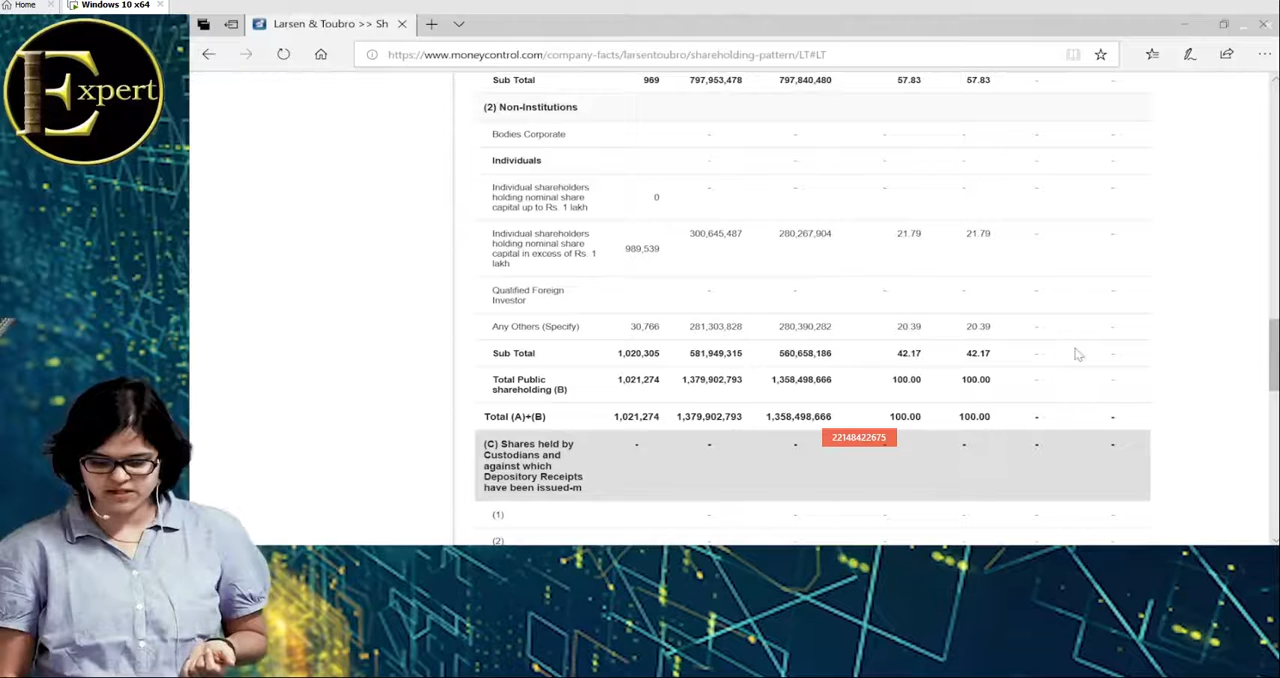 Home
Windows 10 x64
Expert
Larsen & Toubro >> Sh
https://www.moneycontrol.com/company-facts/larsentoubro/shareholding-pattern/LT#LT
Sub Total 969 797,953,478 797,840,480 57.83 57.83 - -
(2) Non-Institutions
Bodies Corporate - - - - - -
Individuals - - - - - -
Individual shareholders
holding nominal share
capital up to Rs. 1 lakh
0 - - - - - -
Individual shareholders
holding nominal share
capital in excess of Rs. 1
lakh
989,539 300,645,487 280,267,904 21.79 21.79 - -
Qualified Foreign
Investor
- - - - - -
Any Others (Specify) 30,766 281,303,828 280,390,282 20.39 20.39 - -
Sub Total 1,020,305 581,949,315 560,658,186 42.17 42.17 - -
Total Public
shareholding (B)
1,021,274 1,379,902,793 1,358,498,666 100.00 100.00 - -
Total (A)+(B) 1,021,274 1,379,902,793 1,358,498,666 100.00 100.00 - -
22148422675
(C) Shares held by
Custodians and
against which
Depository Receipts
have been issued-m
- - - - - - -
(1) - - - - - -
(2) - - - - - -